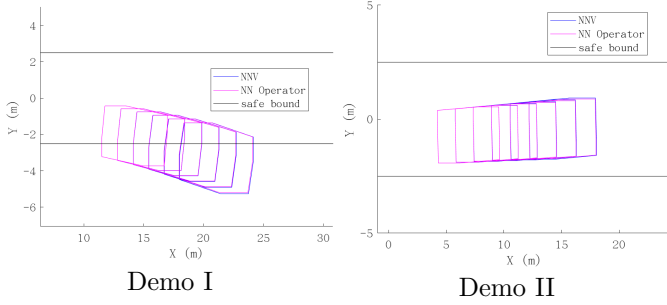 NNV
NN Operator
safe bound
2
0
-2
-4
-6
Y (m)
10
15
20
25
30
X (m)
Demo I
5
0
-5
Y (m)
NNV
NN Operator
safe bound
0
5
10
15
20
X (m)
Demo II